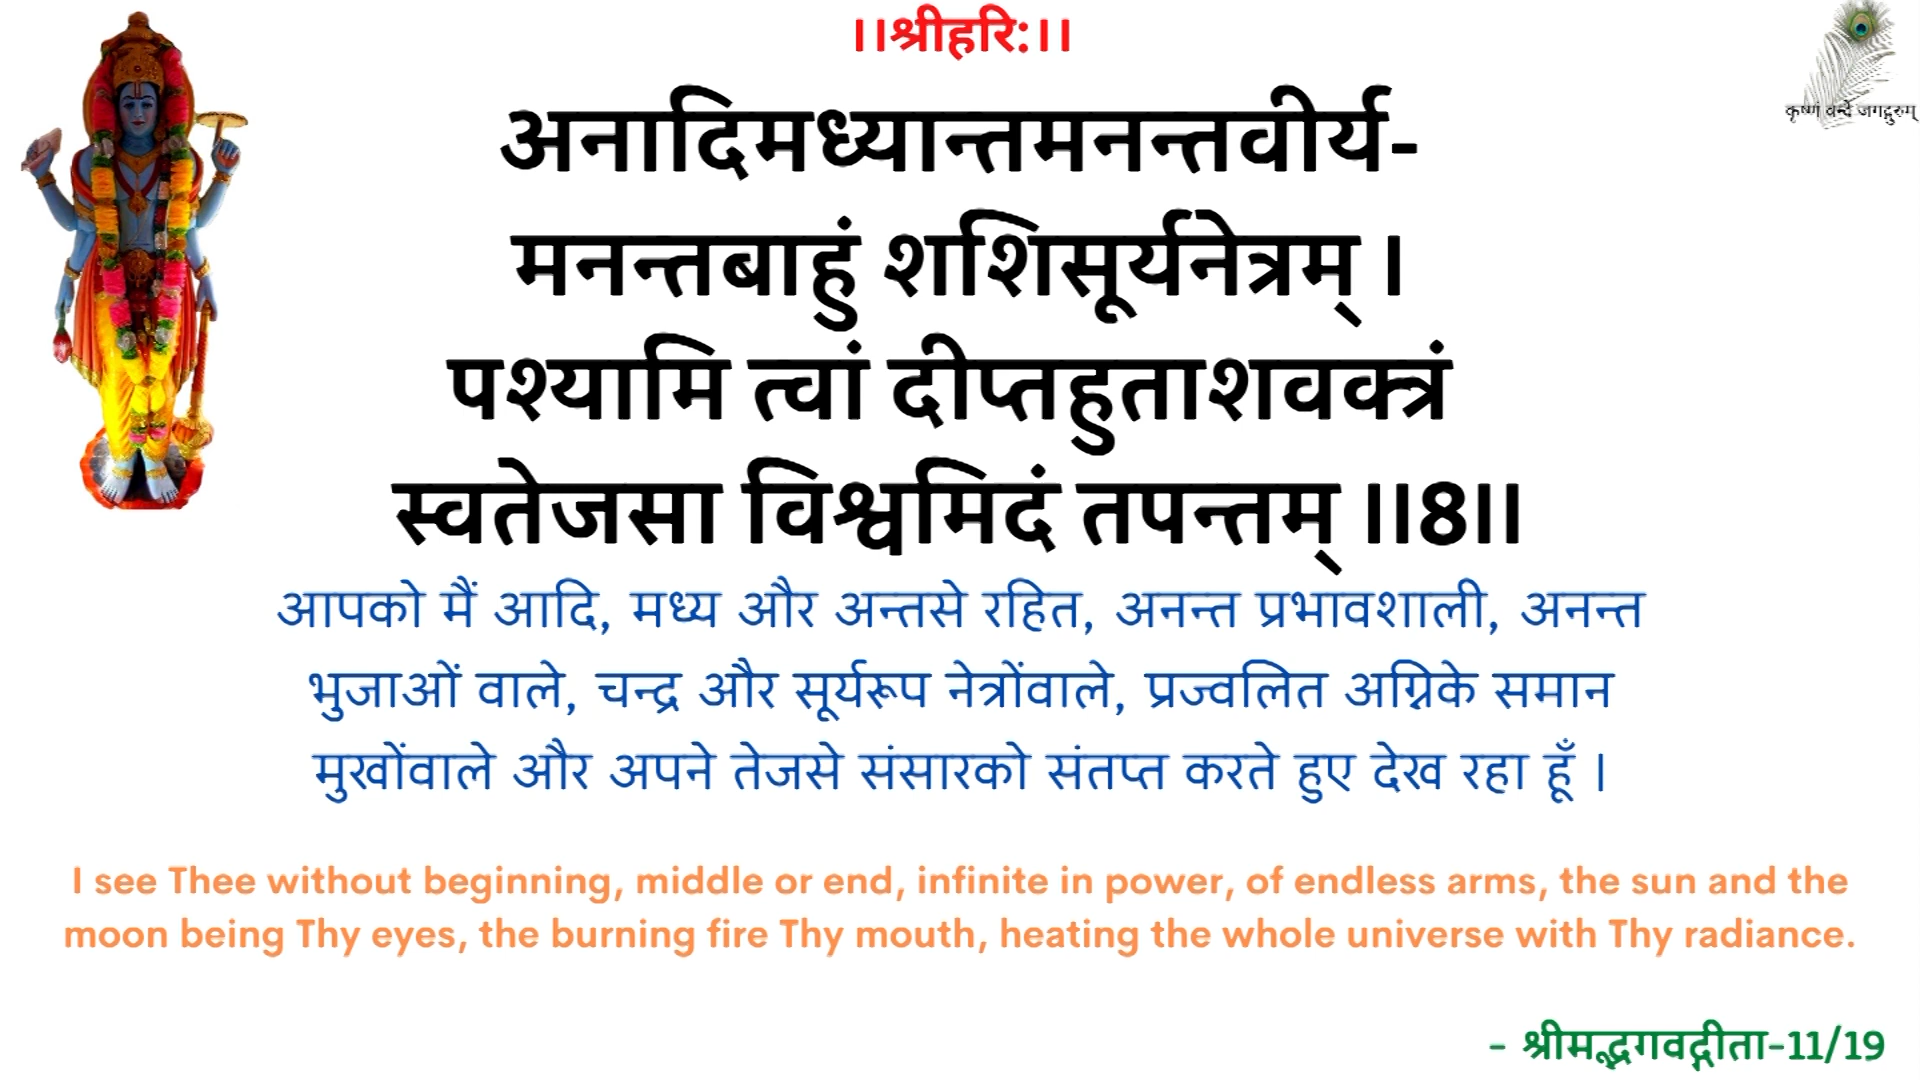 ।।श्रीहरि:।।
कृष्णं वन्दे जगद्गुरुम्
अनादिमध्यान्तमनन्तवीर्य-
मनन्तबाहुं शशिसूर्यनेत्रम् ।
पश्यामि त्वां दीप्तहुताशवक्त्रं
स्वतेजसा विश्वमिदं तपन्तम् ।।8।।
आपको मैं आदि, मध्य और अन्तसे रहित, अनन्त प्रभावशाली, अनन्त
भुजाओं वाले, चन्द्र और सूर्यरूप नेत्रोंवाले, प्रज्वलित अग्निके समान
मुखोंवाले और अपने तेजसे संसारको संतप्त करते हुए देख रहा हूँ ।
I see Thee without beginning, middle or end, infinite in power, of endless arms, the sun and the
moon being Thy eyes, the burning fire Thy mouth, heating the whole universe with Thy radiance.
- श्रीमद्भगवद्गीता-11/19